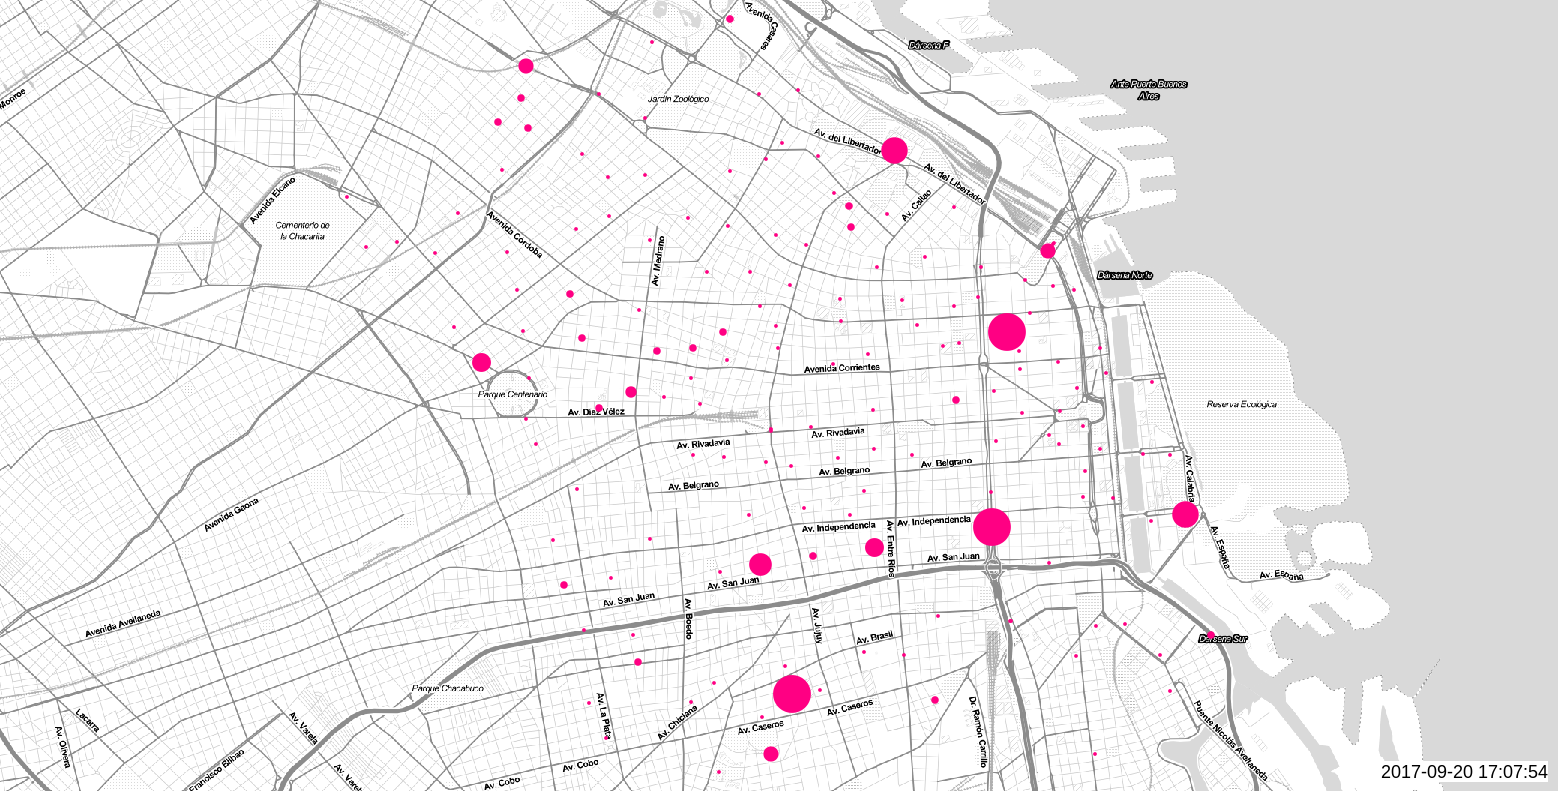 Avenida Casares
Dársena F
Ante Puerto Buenos
Aires
Monroe
Jardín Zoológico
Av. del Libertador
Av. del Libertador
Avenida Elcano
Av. Callao
Cementerio de
la Chacarita
Avenida Córdoba
Av. Medrano
Dársena Norte
Avenida Corrientes
Parque Centenario
Av. Díaz Vélez
Reserva Ecológica
Av. Rivadavia
Av. Rivadavia
Av. Belgrano
Av. Belgrano
Av. Belgrano
Av. Calabria
Avenida Gaona
Av. Independencia
Av. Independencia
Av. Entre Ríos
Av. España
Av. San Juan
Av. San Juan
Av. San Juan
Av. España
Avenida Avellaneda
Av. Boedo
Av. Jujuy
Av. Brasil
Dársena Sur
Parque Chacabuco
Av. La Plata
Av. Chiclana
Av. Caseros
Av. Caseros
Dr. Ramón Carrillo
Puente Nicolás Avellaneda
Lacarra
Av. Olivera
Av. Varela
Francisco Bilbao
Av. Varela
Av. Cobo
Av. Cobo
2017-09-20 17:07:54